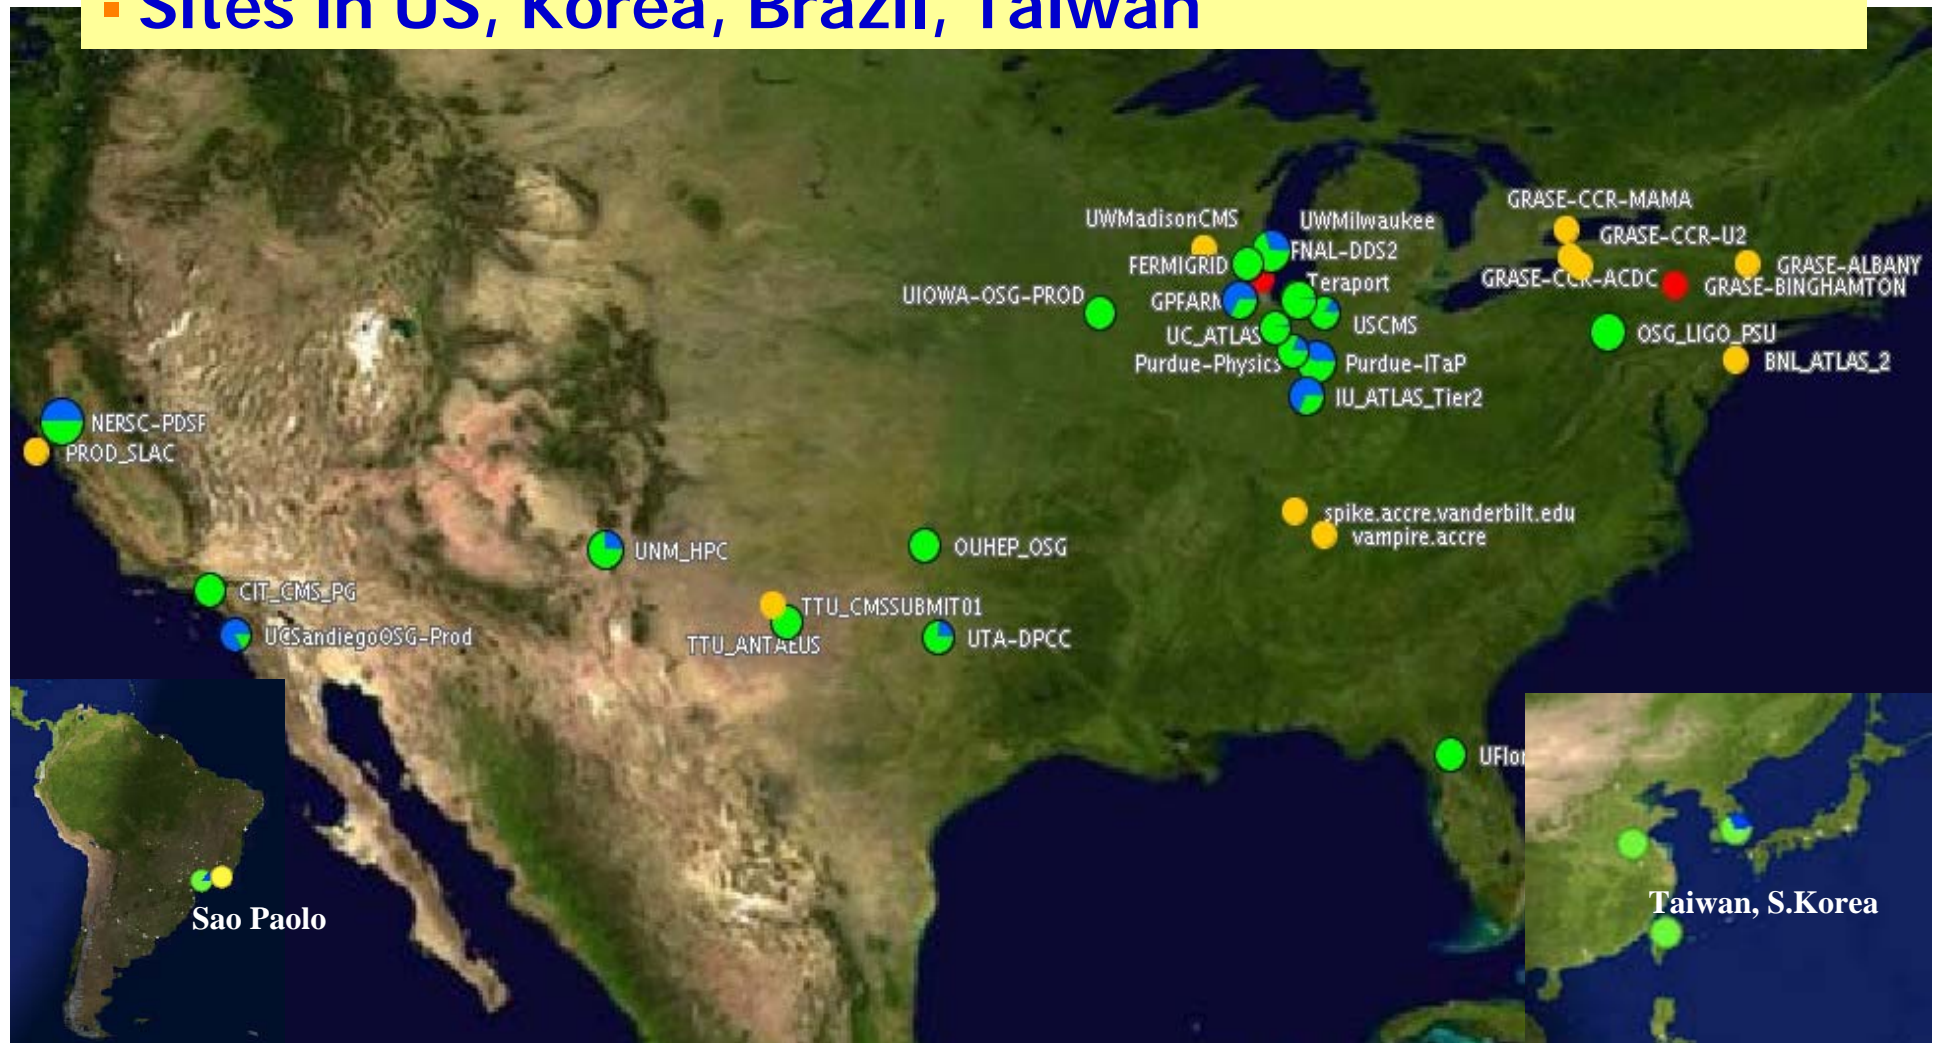 ▪ Sites in US, Korea, Brazil, Taiwan
GRASE-CCR-MAMA
UWMadisonCMS
UWMilwaukee
GRASE-CCR-U2
FNAL-DDS2
FERMIGRID
GRASE-ALBANY
GRASE-CCR-ACDC
Teraport
GRASE-BINGHAMTON
UIOWA-OSG-PROD
GPFARM
USCMS
UC_ATLAS
OSG_LIGO_PSU
Purdue-Physics
Purdue-ITaP
BNL_ATLAS_2
IU_ATLAS_Tier2
NERSC-PDSF
PROD_SLAC
spike.accre.vanderbilt.edu
vampire.accre
UNM_HPC
OUHEP_OSG
CIT_CMS_PG
TTU_CMSSUBMIT01
UCSandiegoOSG-Prod
TTU_ANTAEUS
UTA-DPCC
UFlor
Taiwan, S.Korea
Sao Paolo